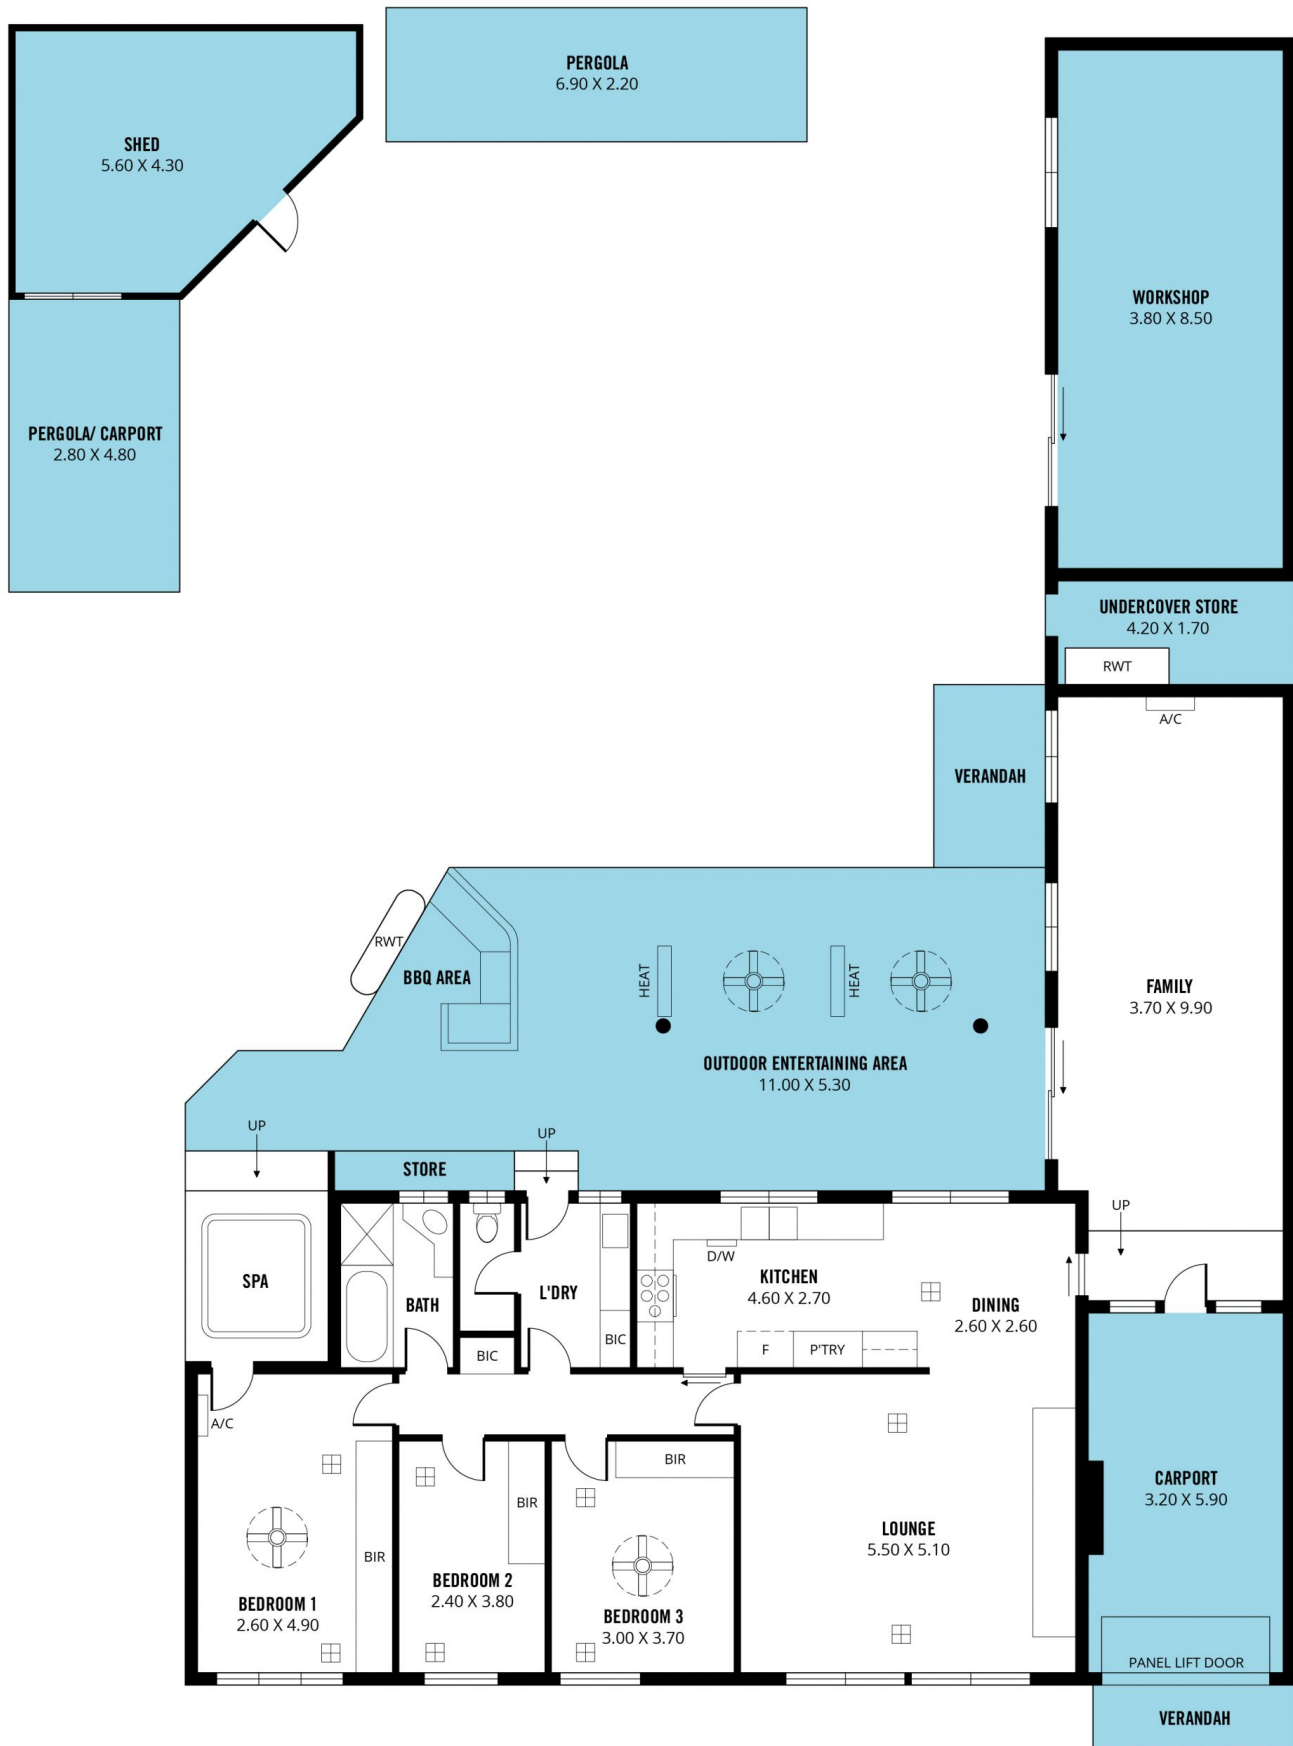 PERGOLA
6.90 X 2.20
SHED
5.60 X 4.30
WORKSHOP
3.80 X 8.50
PERGOLA/ CARPORT
2.80 X 4.80
UNDERCOVER STORE
4.20 X 1.70
RWT
A/C
VERANDAH
RWT
BBQ AREA
HEAT
HEAT
FAMILY
3.70 X 9.90
OUTDOOR ENTERTAINING AREA
11.00 X 5.30
UP
UP
STORE
UP
SPA
BATH
L'DRY
D/W
KITCHEN
4.60 X 2.70
DINING
2.60 X 2.60
BIC
BIC
F
P'TRY
A/C
BIR
BIR
BIR
CARPORT
3.20 X 5.90
LOUNGE
5.50 X 5.10
BEDROOM 1
2.60 X 4.90
BEDROOM 2
2.40 X 3.80
BEDROOM 3
3.00 X 3.70
PANEL LIFT DOOR
VERANDAH